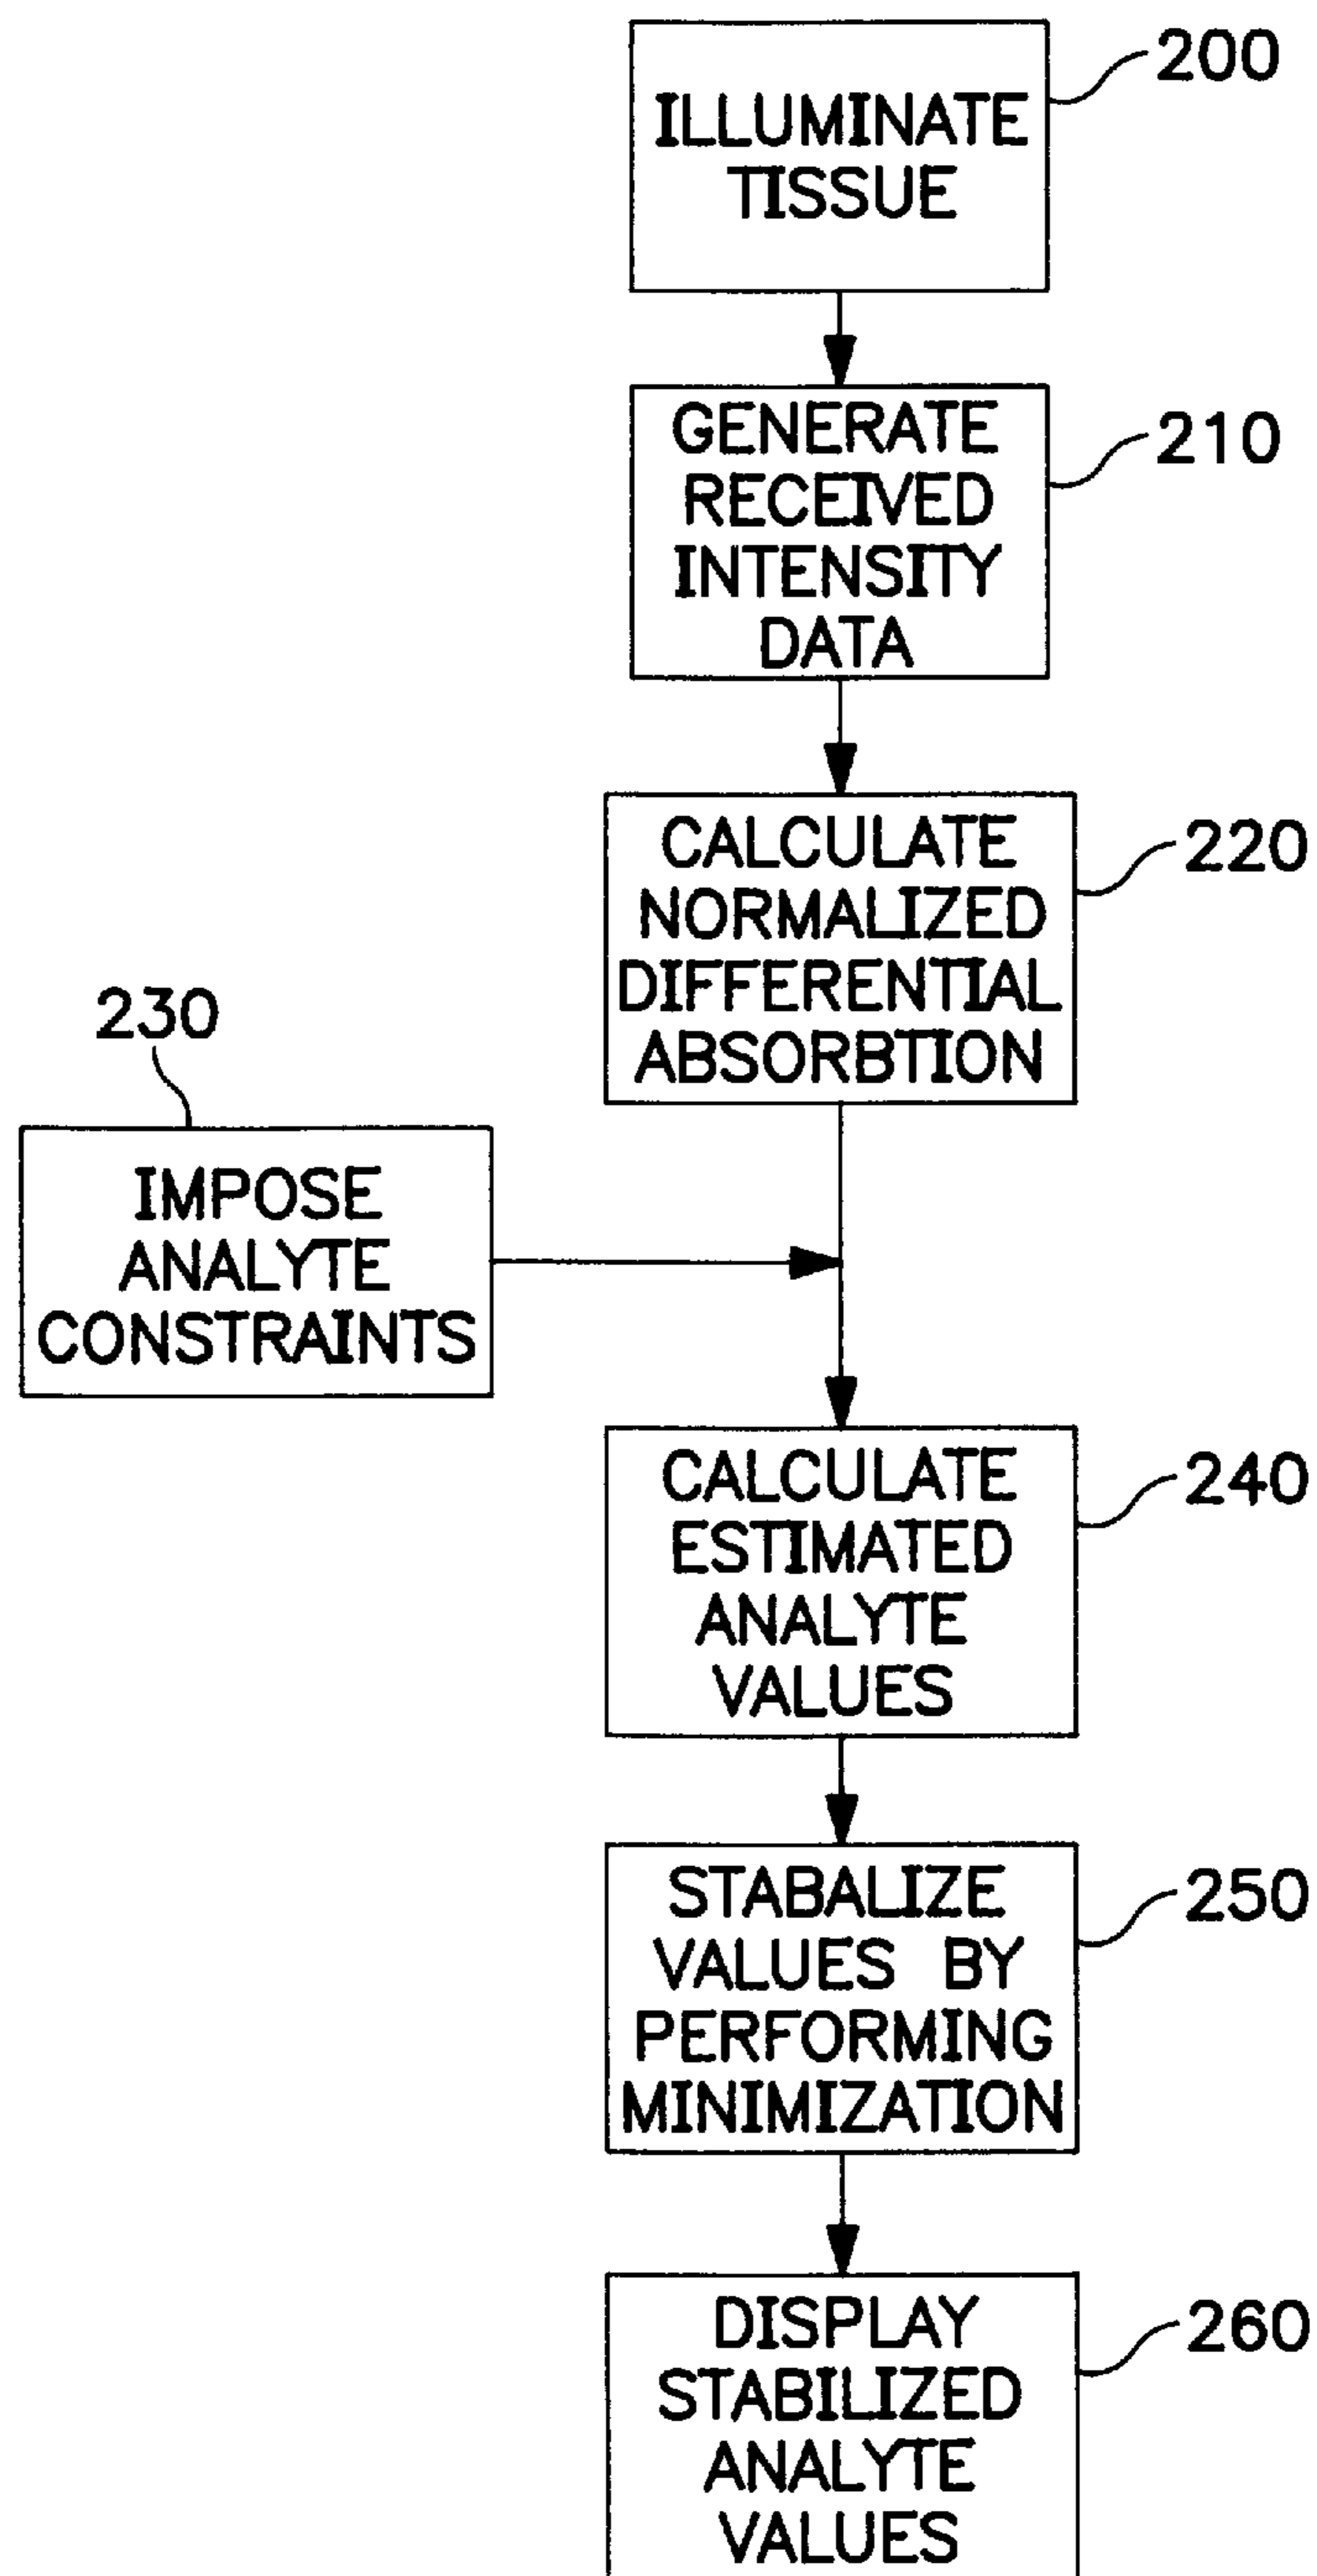 200
ILLUMINATE
TISSUE
210
GENERATE
RECEIVED
INTENSITY
DATA
220
CALCULATE
NORMALIZED
DIFFERENTIAL
ABSORBTION
230
IMPOSE
ANALYTE
CONSTRAINTS
240
CALCULATE
ESTIMATED
ANALYTE
VALUES
250
STABALIZE
VALUES BY
PERFORMING
MINIMIZATION
260
DISPLAY
STABILIZED
ANALYTE
VALUES